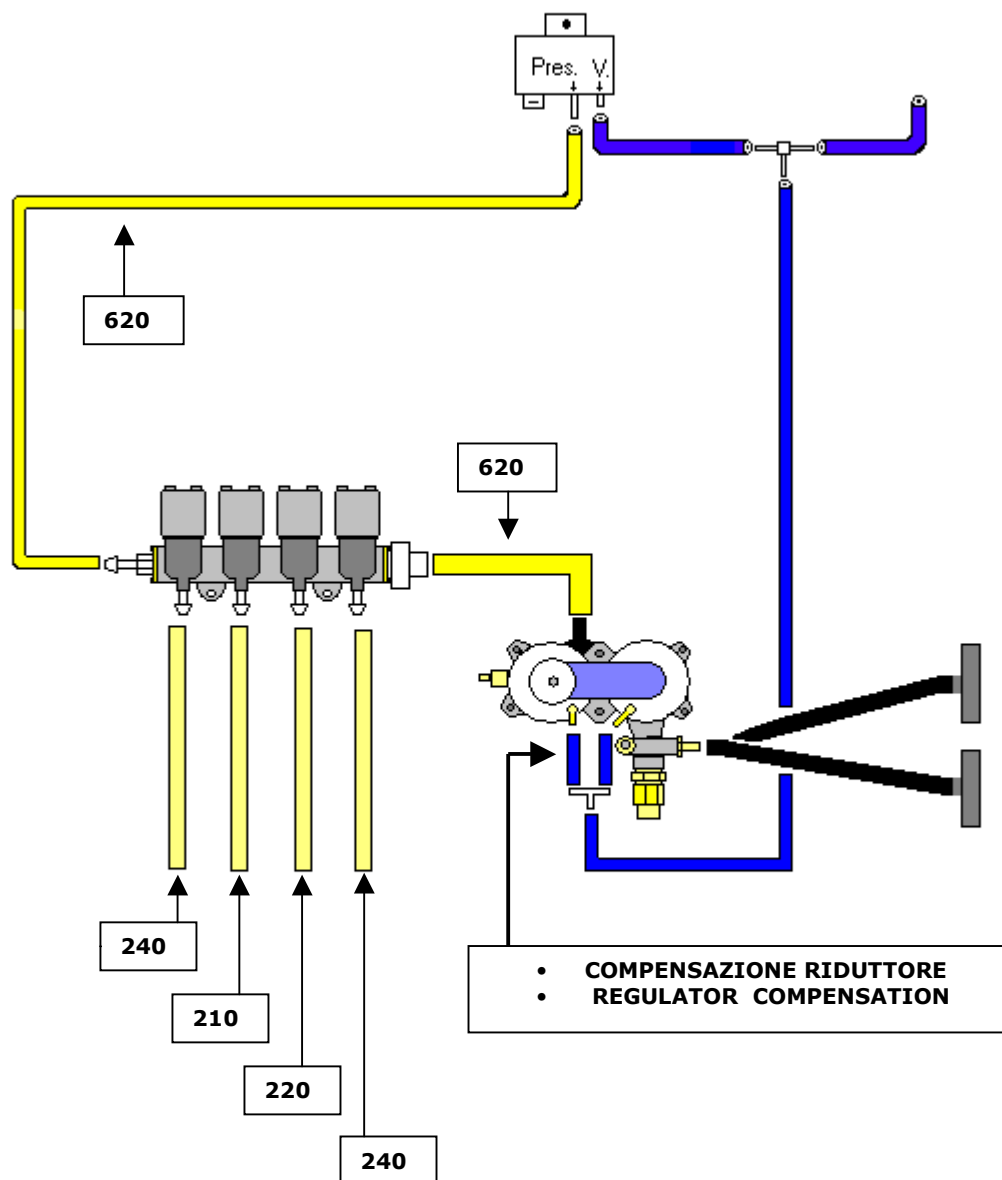 Pres. V.
620
620
240
210
220
240
• COMPENSAZIONE RIDUTTORE
• REGULATOR COMPENSATION